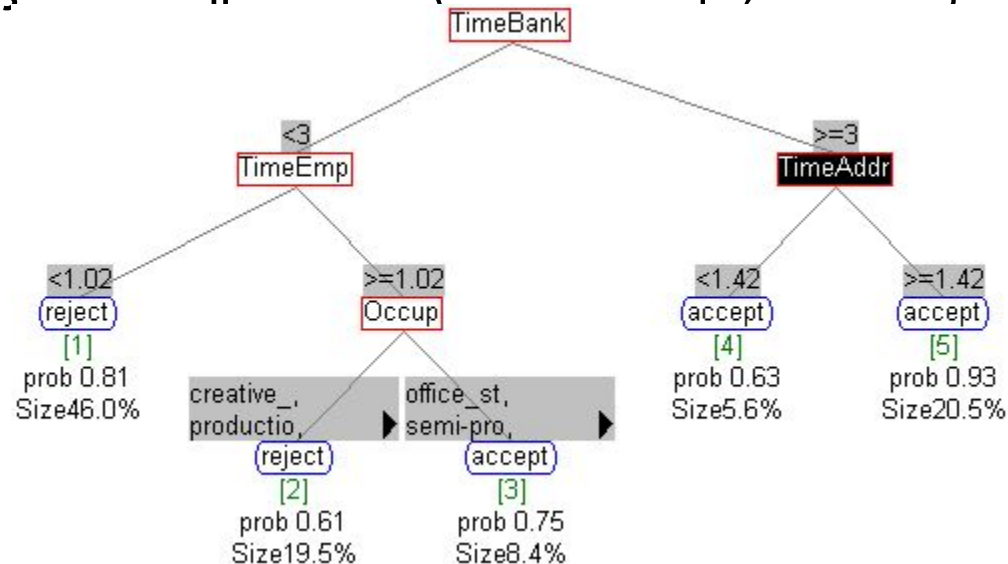 TimeBank
<3
>=3
TimeEmp
TimeAddr
<1.02
>=1.02
<1.42
>=1.42
reject
Occup
accept
accept
[1]
[4]
[5]
prob 0.81
prob 0.63
prob 0.93
Size46.0%
Size5.6%
Size20.5%
creative_,
productio,
office_st,
semi-pro,
reject
accept
[2]
[3]
prob 0.61
prob 0.75
Size19.5%
Size8.4%